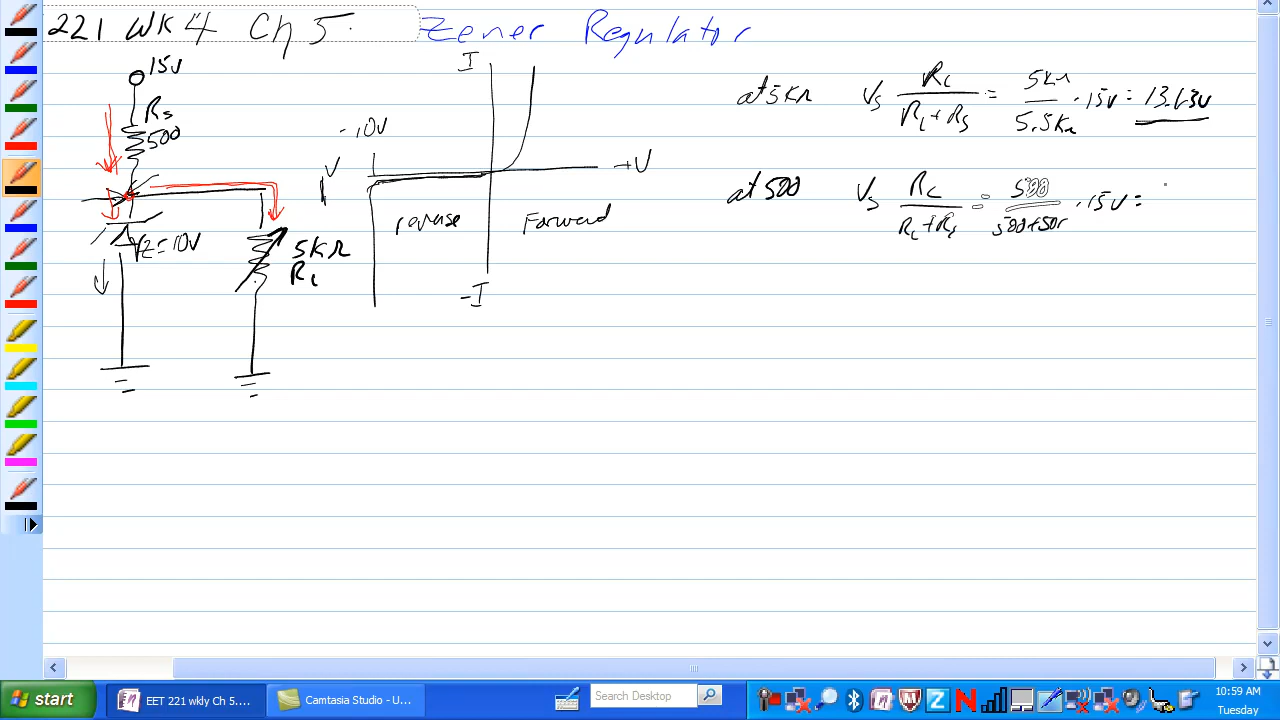 221 WK 4 Ch 5. Zener Regulator
15V
Rs
500
Vz=10V
5KΩ
RL
I
-10V
V
+V
reverse Forward
-I
at 5KΩ Vs RL / RL+Rs = 5KΩ / 5.5KΩ · 15V = 13.63V
at 500 Vs RL / RL+Rs = 500 / 500+500 · 15V =
start
EET 221 wkly Ch 5....
Camtasia Studio - U...
Search Desktop
10:59 AM
Tuesday